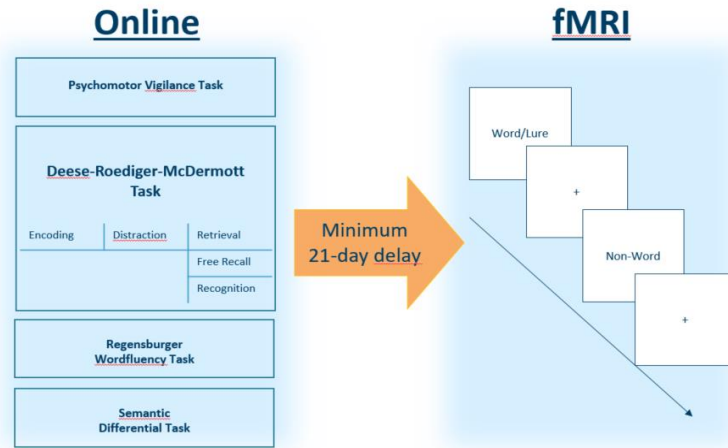 Online
Psychomotor Vigilance Task
Deese-Roediger-McDermott
Task
Encoding
Distraction
Retrieval
Free Recall
Recognition
Regensburger
Wordfluency Task
Semantic
Differential Task
Minimum
21-day delay
fMRI
Word/Lure
+
Non-Word
+